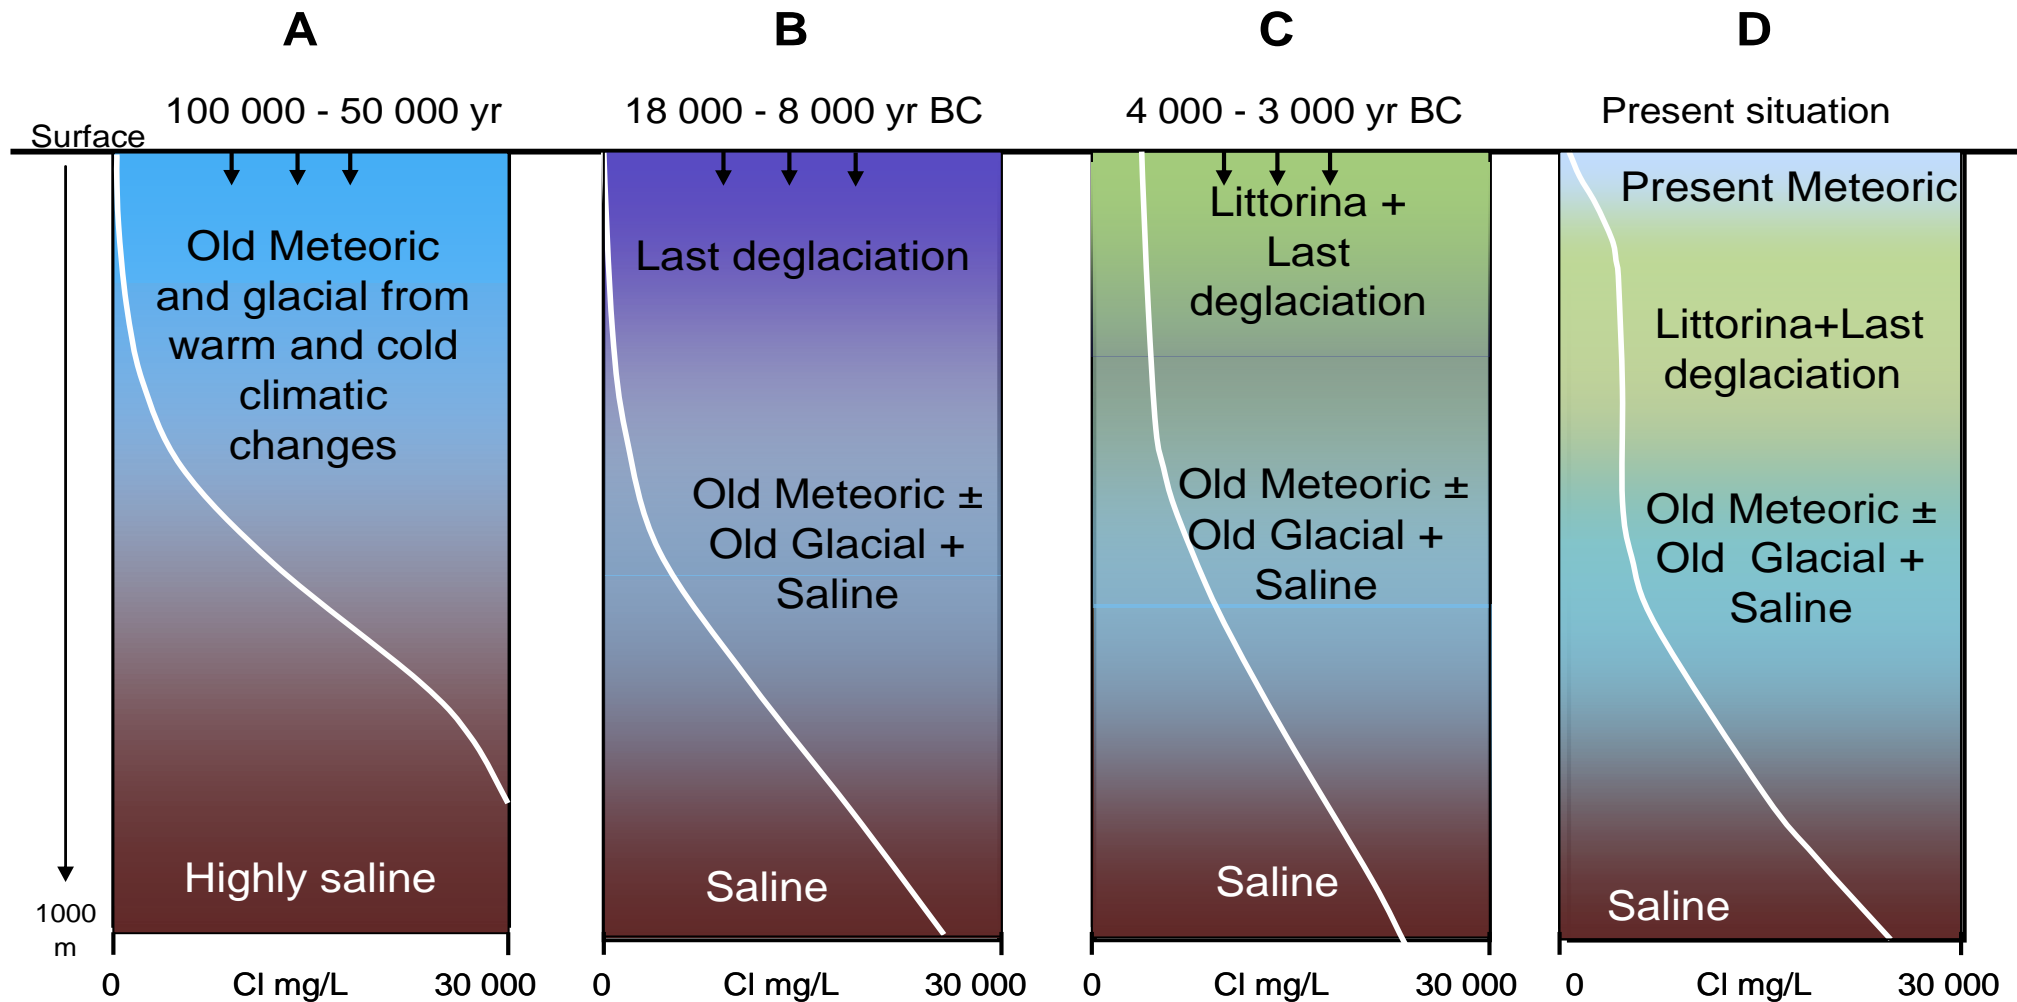 A
B
C
D
100 000 - 50 000 yr
18 000 - 8 000 yr BC
4 000 - 3 000 yr BC
Present situation
Surface
Old Meteoric
and glacial from
warm and cold
climatic
changes
Highly saline
Last deglaciation
Old Meteoric ±
Old Glacial +
Saline
Saline
Littorina +
Last
deglaciation
Old Meteoric ±
Old Glacial +
Saline
Saline
Present Meteoric
Littorina+Last
deglaciation
Old Meteoric ±
Old Glacial +
Saline
Saline
1000
m
0
Cl mg/L
30 000
0
Cl mg/L
30 000
0
Cl mg/L
30 000
0
Cl mg/L
30 000